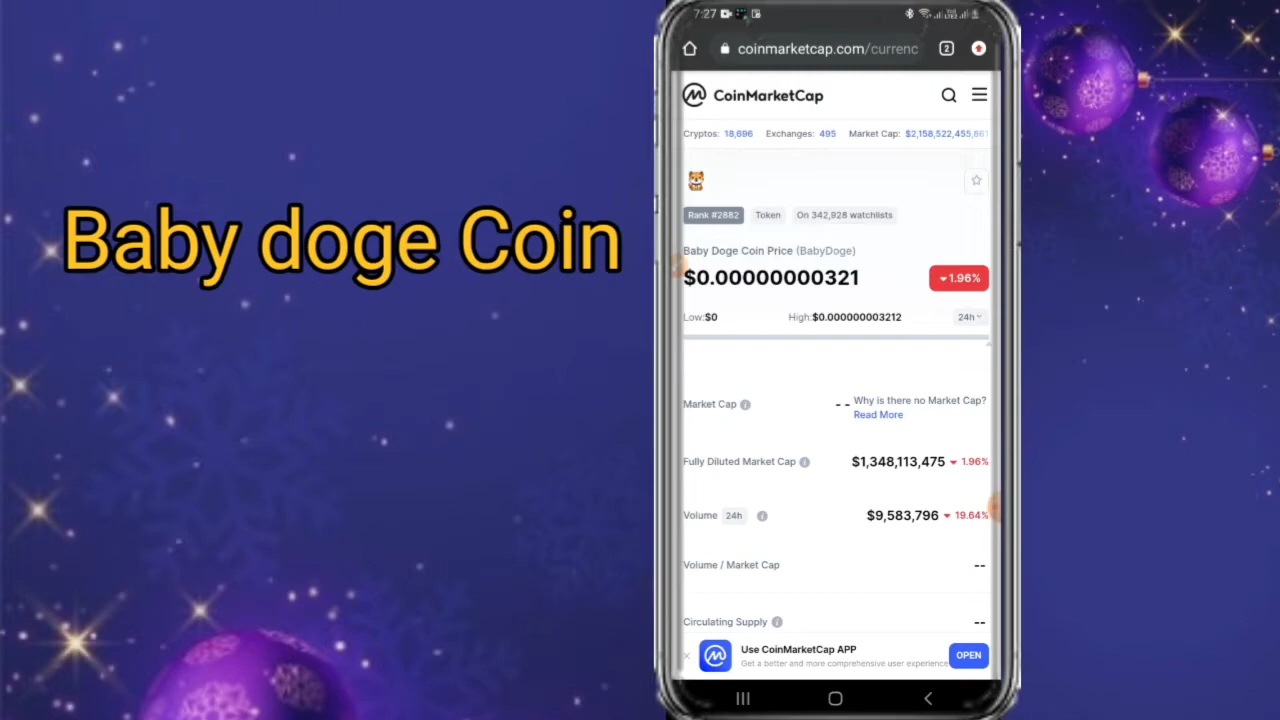 Baby doge Coin
7:27
coinmarketcap.com/currenc
2
CoinMarketCap
Cryptos: 18,696 Exchanges: 495 Market Cap: $2,158,522,455,861
Rank #2882 Token On 342,928 watchlists
Baby Doge Coin Price (BabyDoge)
$0.00000000321 1.96%
Low:$0 High:$0.000000003212 24h
Market Cap -- Why is there no Market Cap?
Read More
Fully Diluted Market Cap $1,348,113,475 1.96%
Volume 24h $9,583,796 19.64%
Volume / Market Cap --
Circulating Supply --
Use CoinMarketCap APP
Get a better and more comprehensive user experience
OPEN